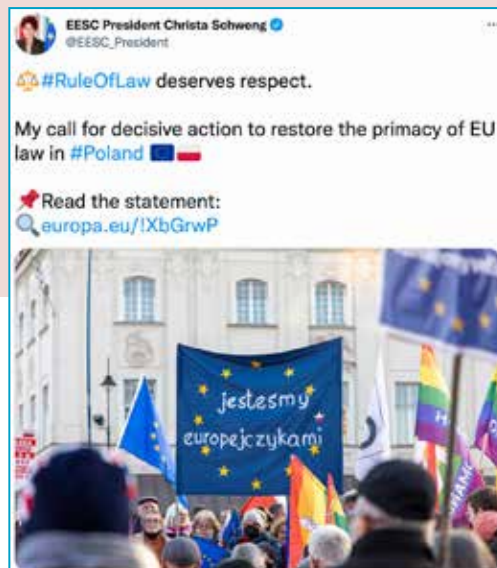 EESC President Christa Schweng
@EESC_President
#RuleOfLaw deserves respect.
My call for decisive action to restore the primacy of EU
law in #Poland
Read the statement:
europa.eu/!XbGrwP
jestesmy
europejczykami